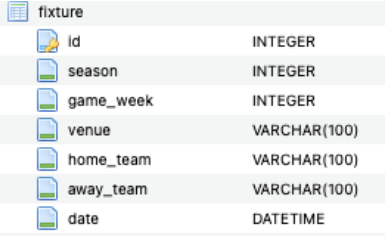 fixture
id INTEGER
season INTEGER
game_week INTEGER
venue VARCHAR(100)
home_team VARCHAR(100)
away_team VARCHAR(100)
date DATETIME